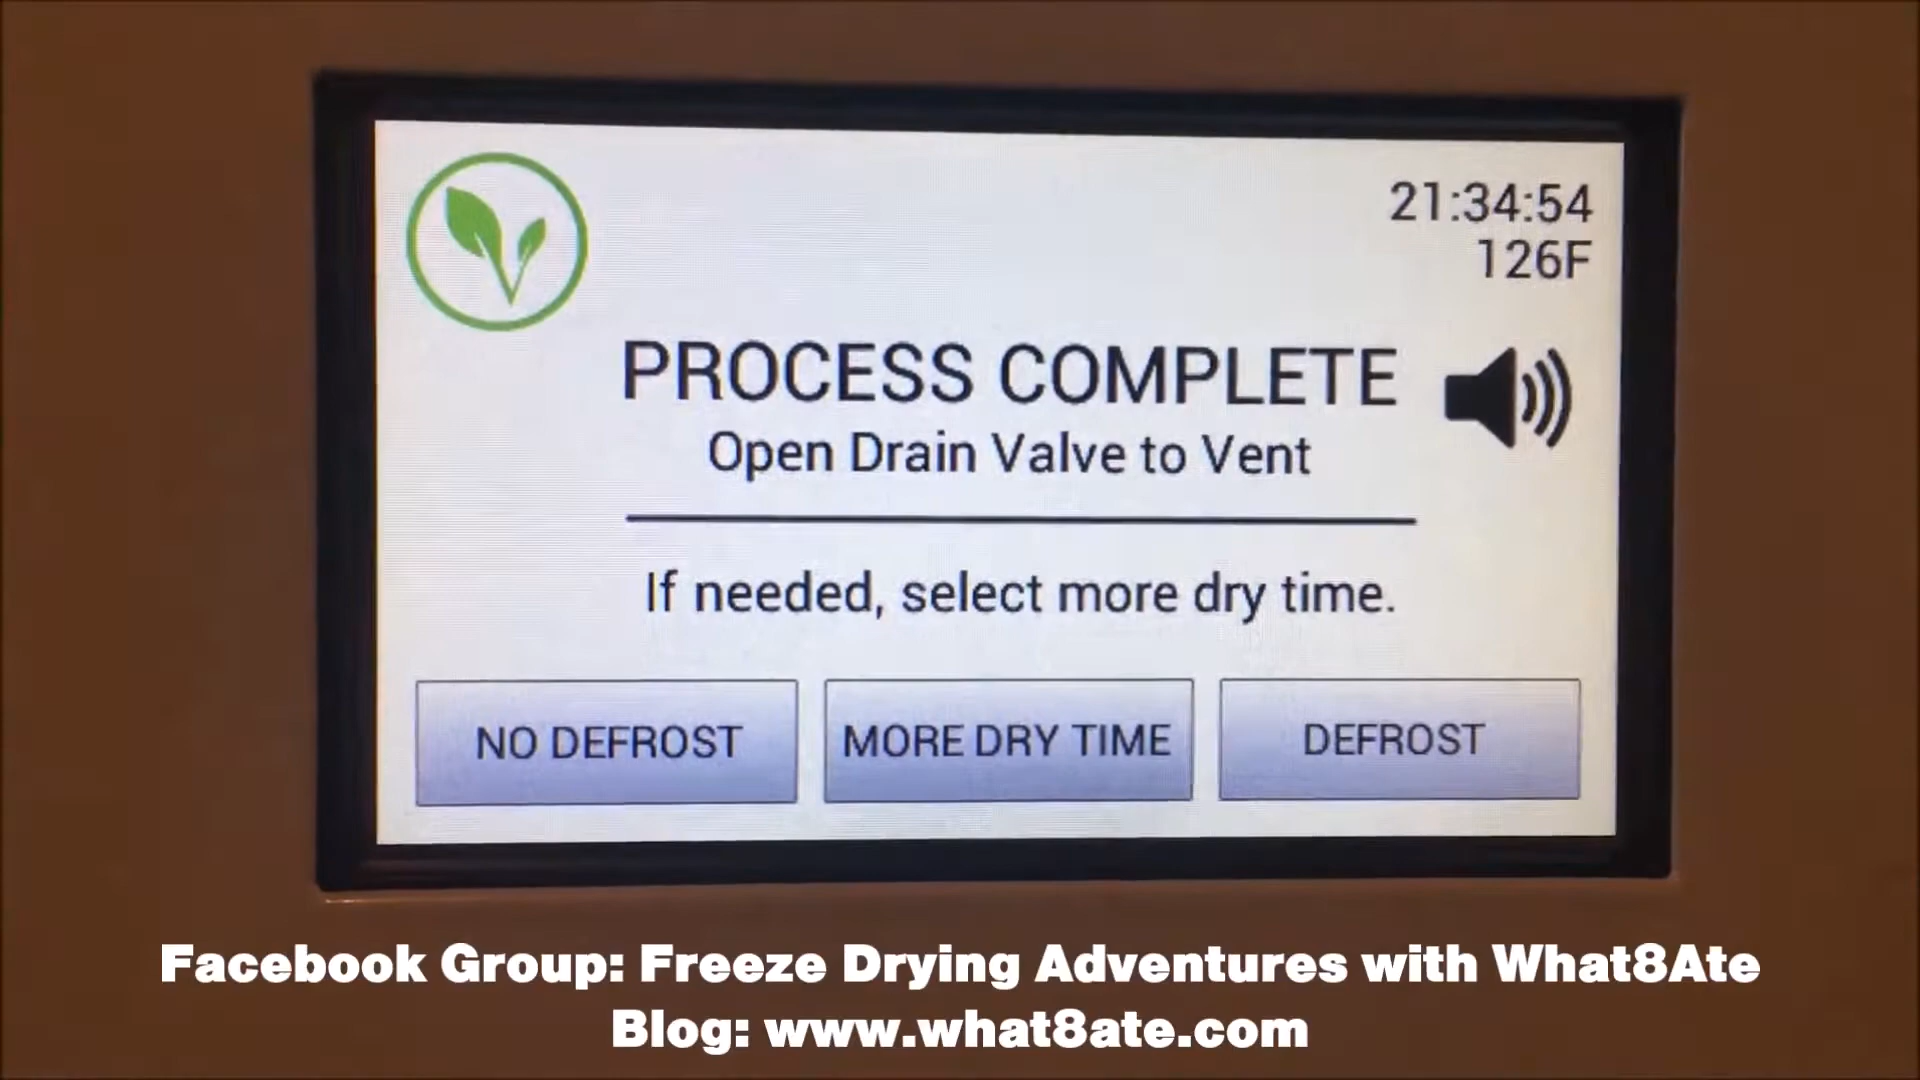 21:34:54
126F
PROCESS COMPLETE
Open Drain Valve to Vent
If needed, select more dry time.
NO DEFROST
MORE DRY TIME
DEFROST
Facebook Group: Freeze Drying Adventures with What8Ate
Blog: www.what8ate.com